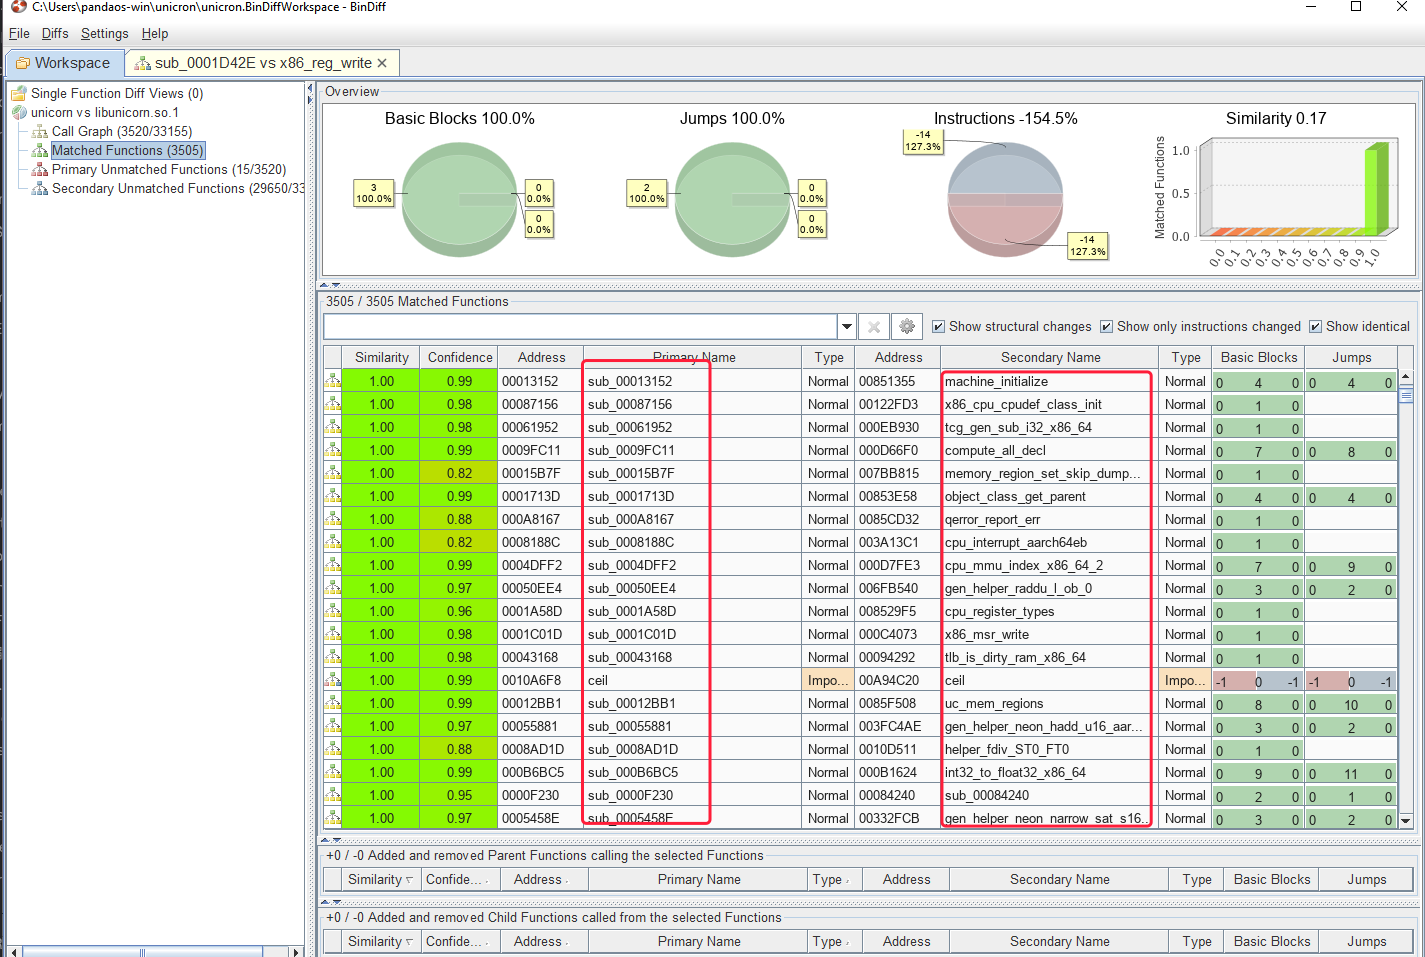 C:\Users\pandaos-win\unicron\unicron.BinDiffWorkspace - BinDiff
File Diffs Settings Help
Workspace sub_0001D42E vs x86_reg_write
Single Function Diff Views (0)
unicorn vs libunicorn.so.1
Call Graph (3520/33155)
Matched Functions (3505)
Primary Unmatched Functions (15/3520)
Secondary Unmatched Functions (29650/33
Overview
Basic Blocks 100.0%
3
100.0%
0
0.0%
0
0.0%
Jumps 100.0%
2
100.0%
0
0.0%
0
0.0%
Instructions -154.5%
-14
127.3%
-14
127.3%
Similarity 0.17
Matched Functions
1.0
0.5
0.0
0.0 0.1 0.2 0.3 0.4 0.5 0.6 0.7 0.8 0.9 1.0
3505 / 3505 Matched Functions
Show structural changes Show only instructions changed Show identical
Similarity Confidence Address Primary Name Type Address Secondary Name Type Basic Blocks Jumps
1.00 0.99 00013152 sub_00013152 Normal 00851355 machine_initialize Normal 0 4 0 0 4 0
1.00 0.98 00087156 sub_00087156 Normal 00122FD3 x86_cpu_cpudef_class_init Normal 0 1 0
1.00 0.98 00061952 sub_00061952 Normal 000EB930 tcg_gen_sub_i32_x86_64 Normal 0 1 0
1.00 0.99 0009FC11 sub_0009FC11 Normal 000D66F0 compute_all_decl Normal 0 7 0 0 8 0
1.00 0.82 00015B7F sub_00015B7F Normal 007BB815 memory_region_set_skip_dump... Normal 0 1 0
1.00 0.99 0001713D sub_0001713D Normal 00853E58 object_class_get_parent Normal 0 4 0 0 4 0
1.00 0.88 000A8167 sub_000A8167 Normal 0085CD32 qerror_report_err Normal 0 1 0
1.00 0.82 0008188C sub_0008188C Normal 003A13C1 cpu_interrupt_aarch64eb Normal 0 1 0
1.00 0.99 0004DFF2 sub_0004DFF2 Normal 000D7FE3 cpu_mmu_index_x86_64_2 Normal 0 7 0 0 9 0
1.00 0.97 00050EE4 sub_00050EE4 Normal 006FB540 gen_helper_raddu_l_ob_0 Normal 0 3 0 0 2 0
1.00 0.96 0001A58D sub_0001A58D Normal 008529F5 cpu_register_types Normal 0 1 0
1.00 0.98 0001C01D sub_0001C01D Normal 000C4073 x86_msr_write Normal 0 1 0
1.00 0.98 00043168 sub_00043168 Normal 00094292 tlb_is_dirty_ram_x86_64 Normal 0 1 0
1.00 0.99 0010A6F8 ceil Impo... 00A94C20 ceil Impo... -1 0 -1 -1 0 -1
1.00 0.99 00012BB1 sub_00012BB1 Normal 0085F508 uc_mem_regions Normal 0 8 0 0 10 0
1.00 0.97 00055881 sub_00055881 Normal 003FC4AE gen_helper_neon_hadd_u16_aar... Normal 0 3 0 0 2 0
1.00 0.88 0008AD1D sub_0008AD1D Normal 0010D511 helper_fdiv_ST0_FT0 Normal 0 1 0
1.00 0.99 000B6BC5 sub_000B6BC5 Normal 000B1624 int32_to_float32_x86_64 Normal 0 9 0 0 11 0
1.00 0.95 0000F230 sub_0000F230 Normal 00084240 sub_00084240 Normal 0 2 0 0 1 0
1.00 0.97 0005458E sub_0005458E Normal 00332FCB gen_helper_neon_narrow_sat_s16... Normal 0 3 0 0 2 0
+0 / -0 Added and removed Parent Functions calling the selected Functions
Similarity Confide... Address Primary Name Type Address Secondary Name Type Basic Blocks Jumps
+0 / -0 Added and removed Child Functions called from the selected Functions
Similarity Confide... Address Primary Name Type Address Secondary Name Type Basic Blocks Jumps